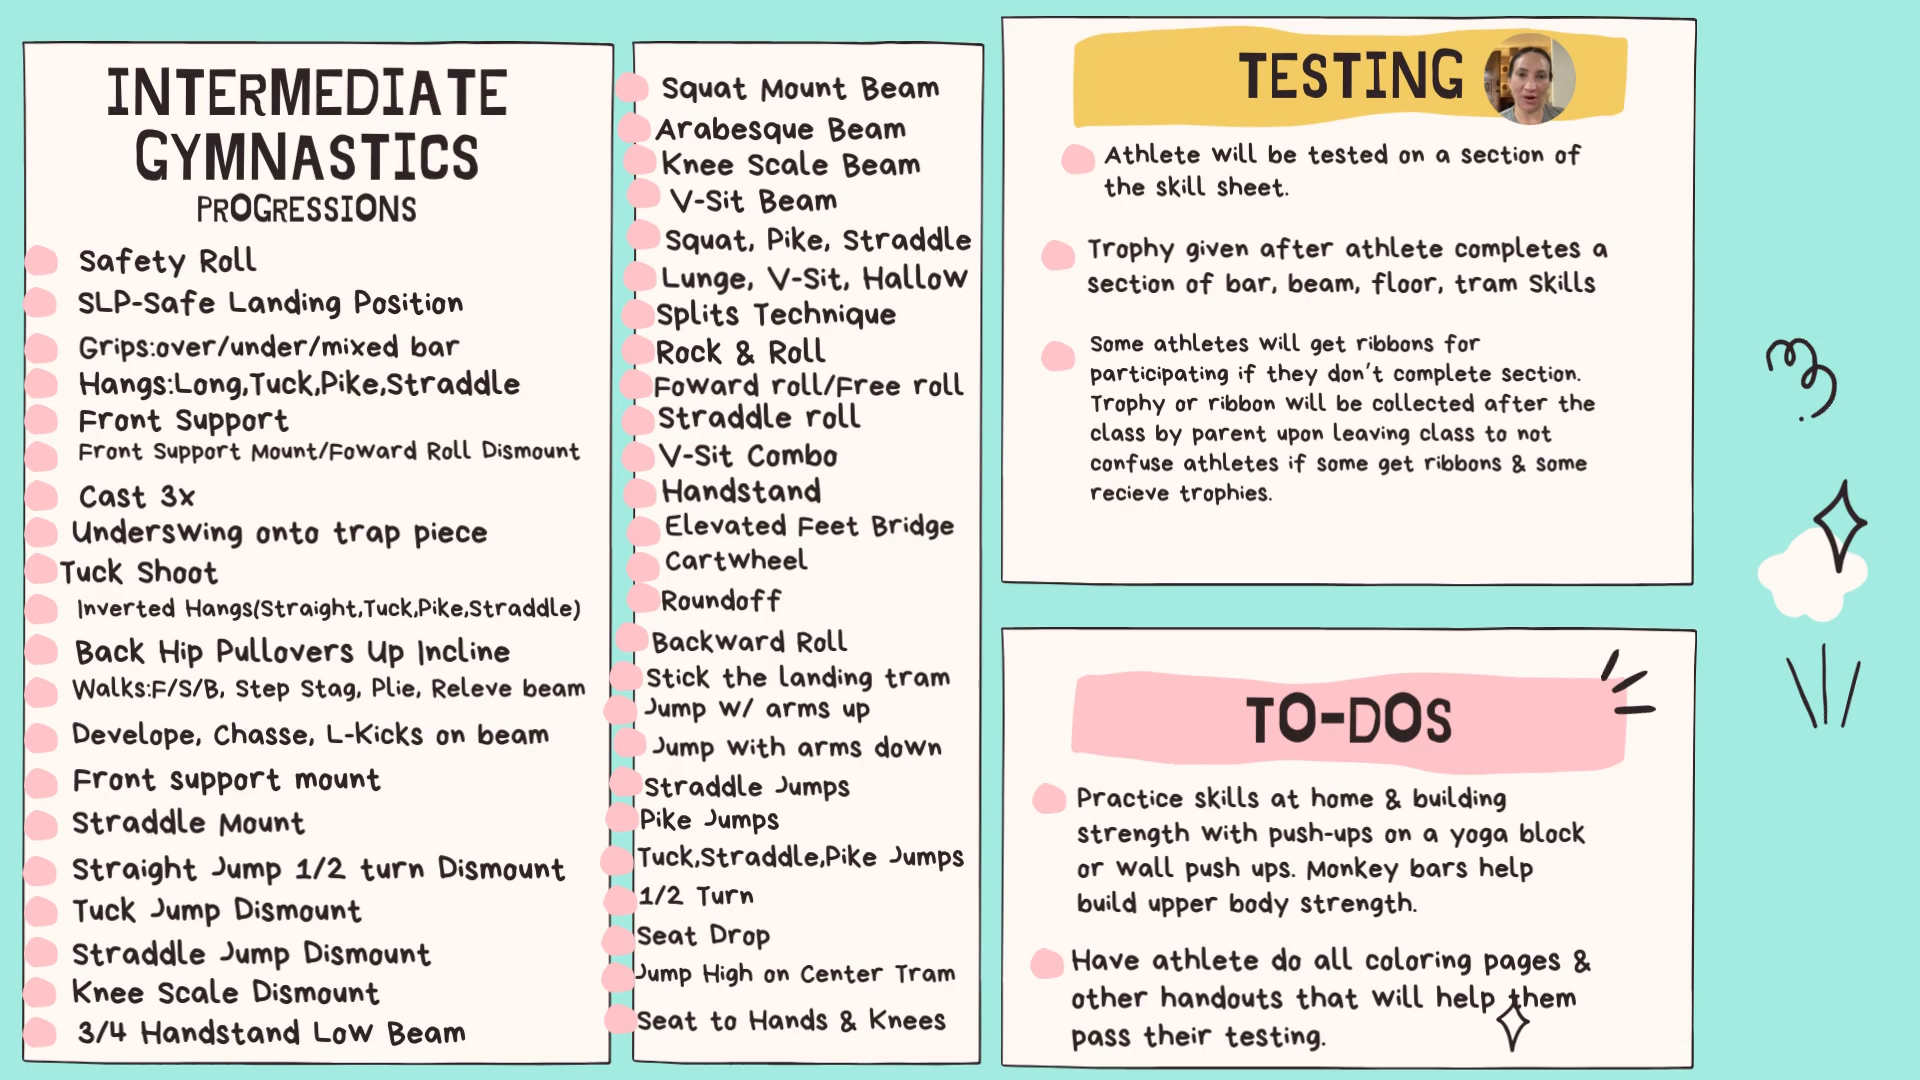 INTERMEDIATE
GYMNASTICS
PROGRESSIONS
Safety Roll
SLP-Safe Landing Position
Grips:over/under/mixed bar
Hangs:Long,Tuck,Pike,Straddle
Front Support
Front Support Mount/Foward Roll Dismount
Cast 3x
Underswing onto trap piece
Tuck Shoot
Inverted Hangs(Straight,Tuck,Pike,Straddle)
Back Hip Pullovers Up Incline
Walks:F/S/B, Step Stag, Plie, Releve beam
Develope, Chasse, L-Kicks on beam
Front support mount
Straddle Mount
Straight Jump 1/2 turn Dismount
Tuck Jump Dismount
Straddle Jump Dismount
Knee Scale Dismount
3/4 Handstand Low Beam
Squat Mount Beam
Arabesque Beam
Knee Scale Beam
V-Sit Beam
Squat, Pike, Straddle
Lunge, V-Sit, Hallow
Splits Technique
Rock & Roll
Foward roll/Free roll
Straddle roll
V-Sit Combo
Handstand
Elevated Feet Bridge
Cartwheel
Roundoff
Backward Roll
Stick the landing tram
Jump w/ arms up
Jump with arms down
Straddle Jumps
Pike Jumps
Tuck,Straddle,Pike Jumps
1/2 Turn
Seat Drop
Jump High on Center Tram
Seat to Hands & Knees
TESTING
Athlete will be tested on a section of
the skill sheet.
Trophy given after athlete completes a
section of bar, beam, floor, tram Skills
Some athletes will get ribbons for
participating if they don't complete section.
Trophy or ribbon will be collected after the
class by parent upon leaving class to not
confuse athletes if some get ribbons & some
recieve trophies.
TO-DOS
Practice skills at home & building
strength with push-ups on a yoga block
or wall push ups. Monkey bars help
build upper body strength.
Have athlete do all coloring pages &
other handouts that will help them
pass their testing.